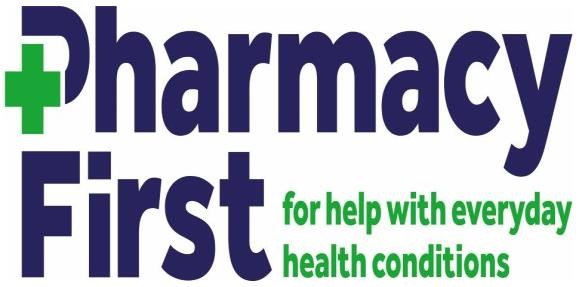 Pharmacy
First
for help with everyday
health conditions